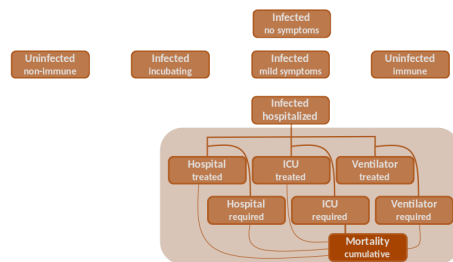 Infected
no symptoms
Uninfected
non-immune
Infected
incubating
Infected
mild symptoms
Uninfected
immune
Infected
hospitalized
Hospital
treated
ICU
treated
Ventilator
treated
Hospital
required
ICU
required
Ventilator
required
Mortality
cumulative